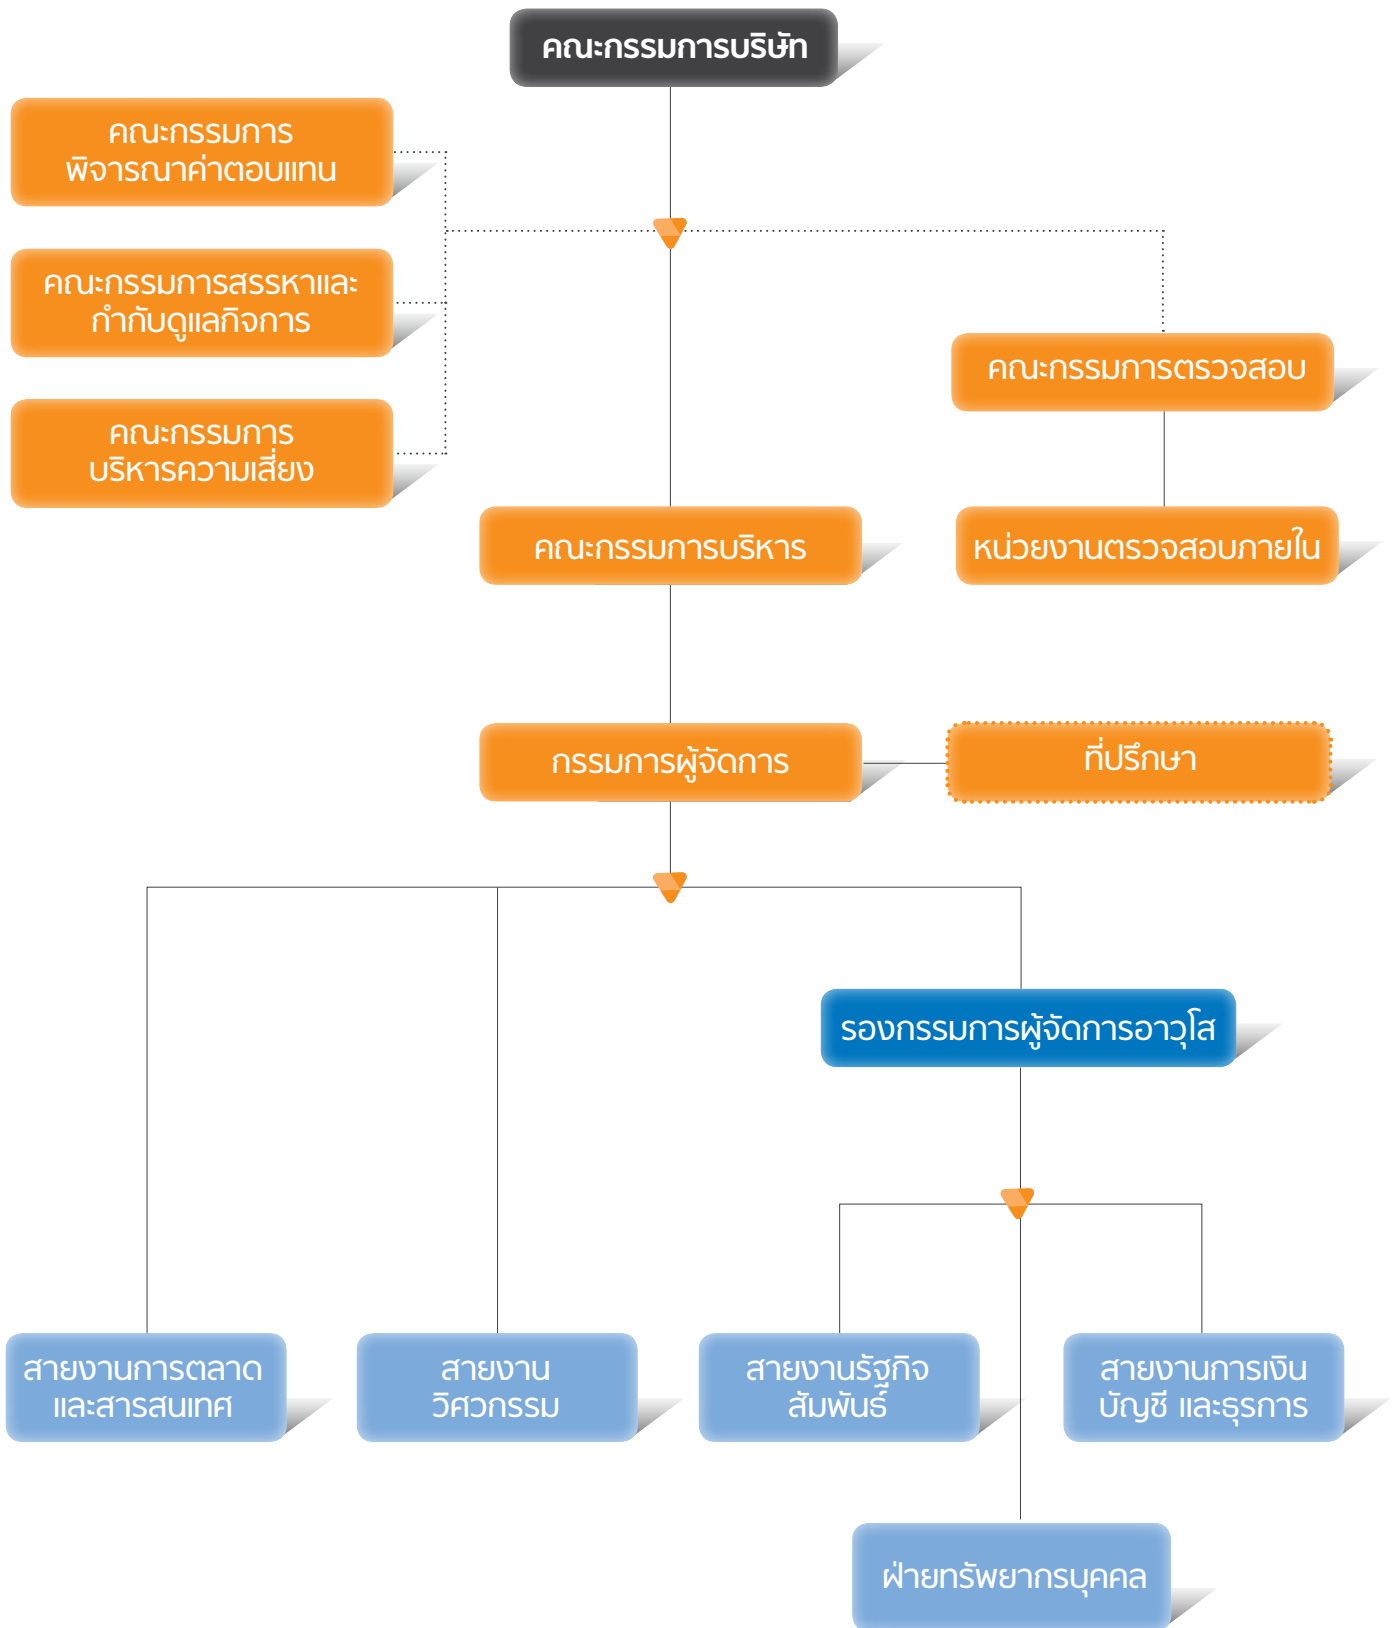 คณะกรรมการบริษัท
คณะกรรมการ
พิจารณาค่าตอบแทน
คณะกรรมการสรรหาและ
กำกับดูแลกิจการ
คณะกรรมการ
บริหารความเสี่ยง
คณะกรรมการตรวจสอบ
คณะกรรมการบริหาร
หน่วยงานตรวจสอบภายใน
กรรมการผู้จัดการ
ที่ปรึกษา
รองกรรมการผู้จัดการอาวุโส
สายงานการตลาด
และสารสนเทศ
สายงาน
วิศวกรรม
สายงานรัฐกิจ
สัมพันธ์
สายงานการเงิน
บัญชี และธุรการ
ฝ่ายทรัพยากรบุคคล